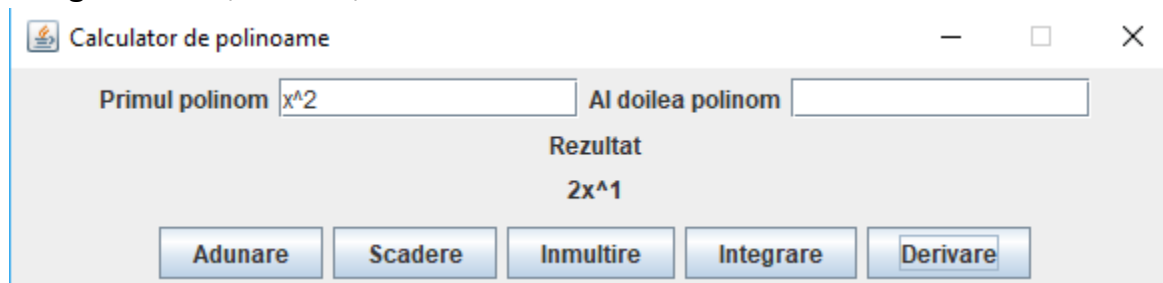 Calculator de polinoame
Primul polinom x^2 Al doilea polinom
Rezultat
2x^1
Adunare Scadere Inmultire Integrare Derivare